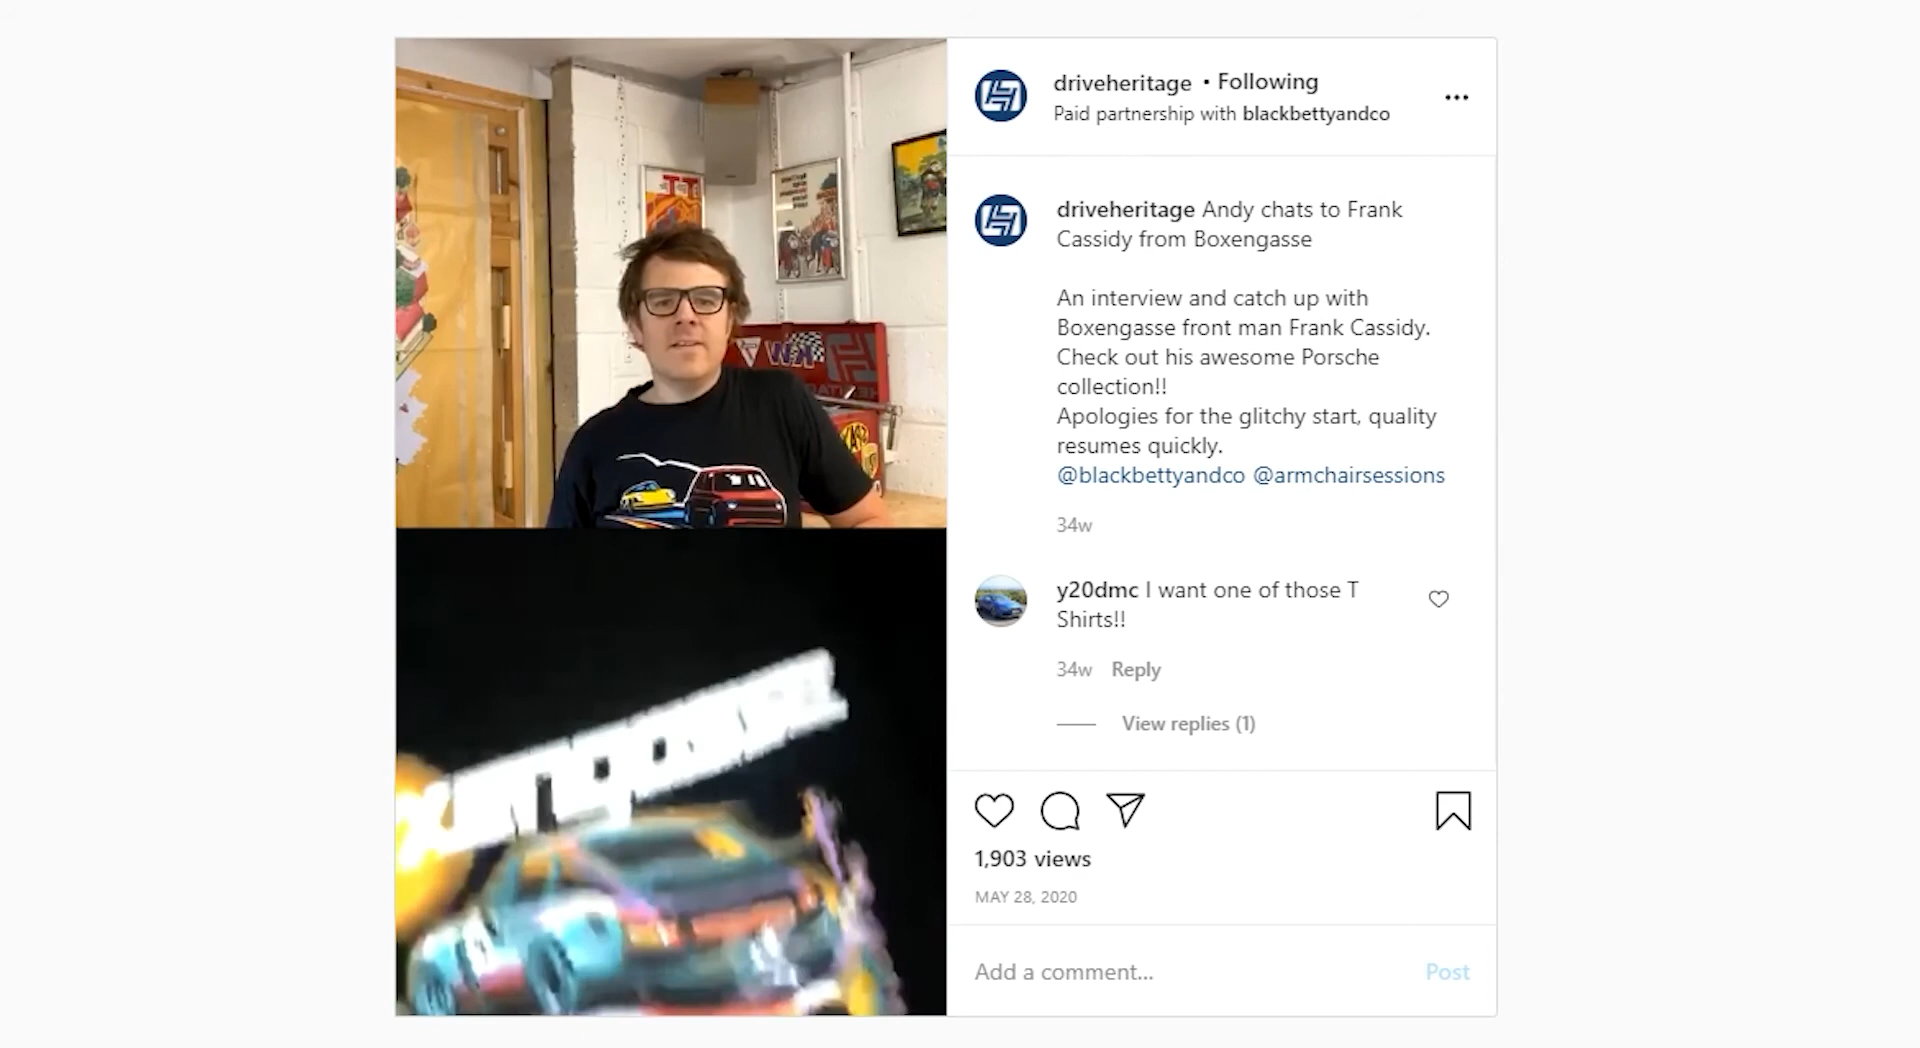 driveheritage • Following
Paid partnership with blackbettyandco
driveheritage Andy chats to Frank
Cassidy from Boxengasse
An interview and catch up with
Boxengasse front man Frank Cassidy.
Check out his awesome Porsche
collection!!
Apologies for the glitchy start, quality
resumes quickly.
@blackbettyandco @armchairsessions
34w
y20dmc I want one of those T
Shirts!!
34w Reply
View replies (1)
1,903 views
MAY 28, 2020
Add a comment... Post